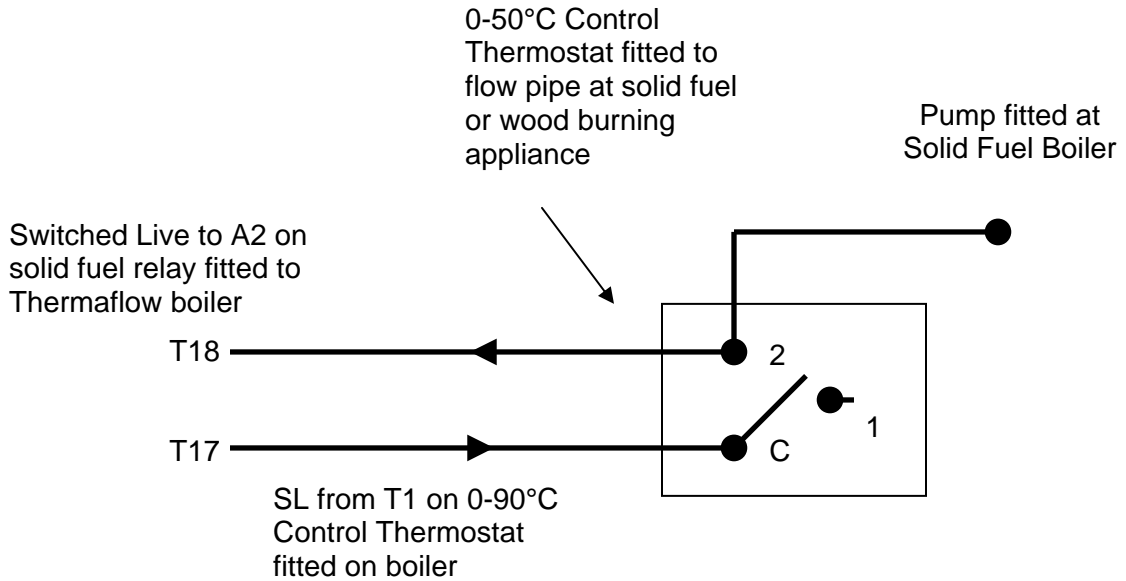 0-50°C Control
Thermostat fitted to
flow pipe at solid fuel
or wood burning
appliance
Pump fitted at
Solid Fuel Boiler
Switched Live to A2 on
solid fuel relay fitted to
Thermaflow boiler
T18
2
1
T17
C
SL from T1 on 0-90°C
Control Thermostat
fitted on boiler